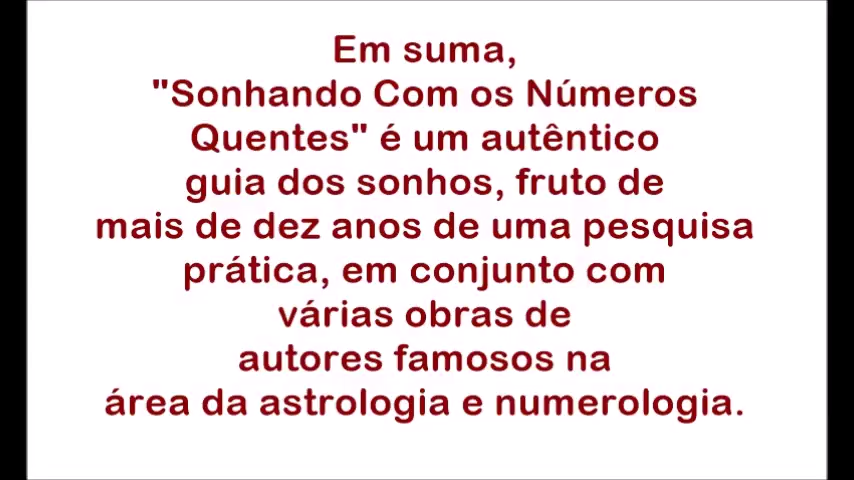 Em suma,
"Sonhando Com os Números
Quentes" é um autêntico
guia dos sonhos, fruto de
mais de dez anos de uma pesquisa
prática, em conjunto com
várias obras de
autores famosos na
área da astrologia e numerologia.